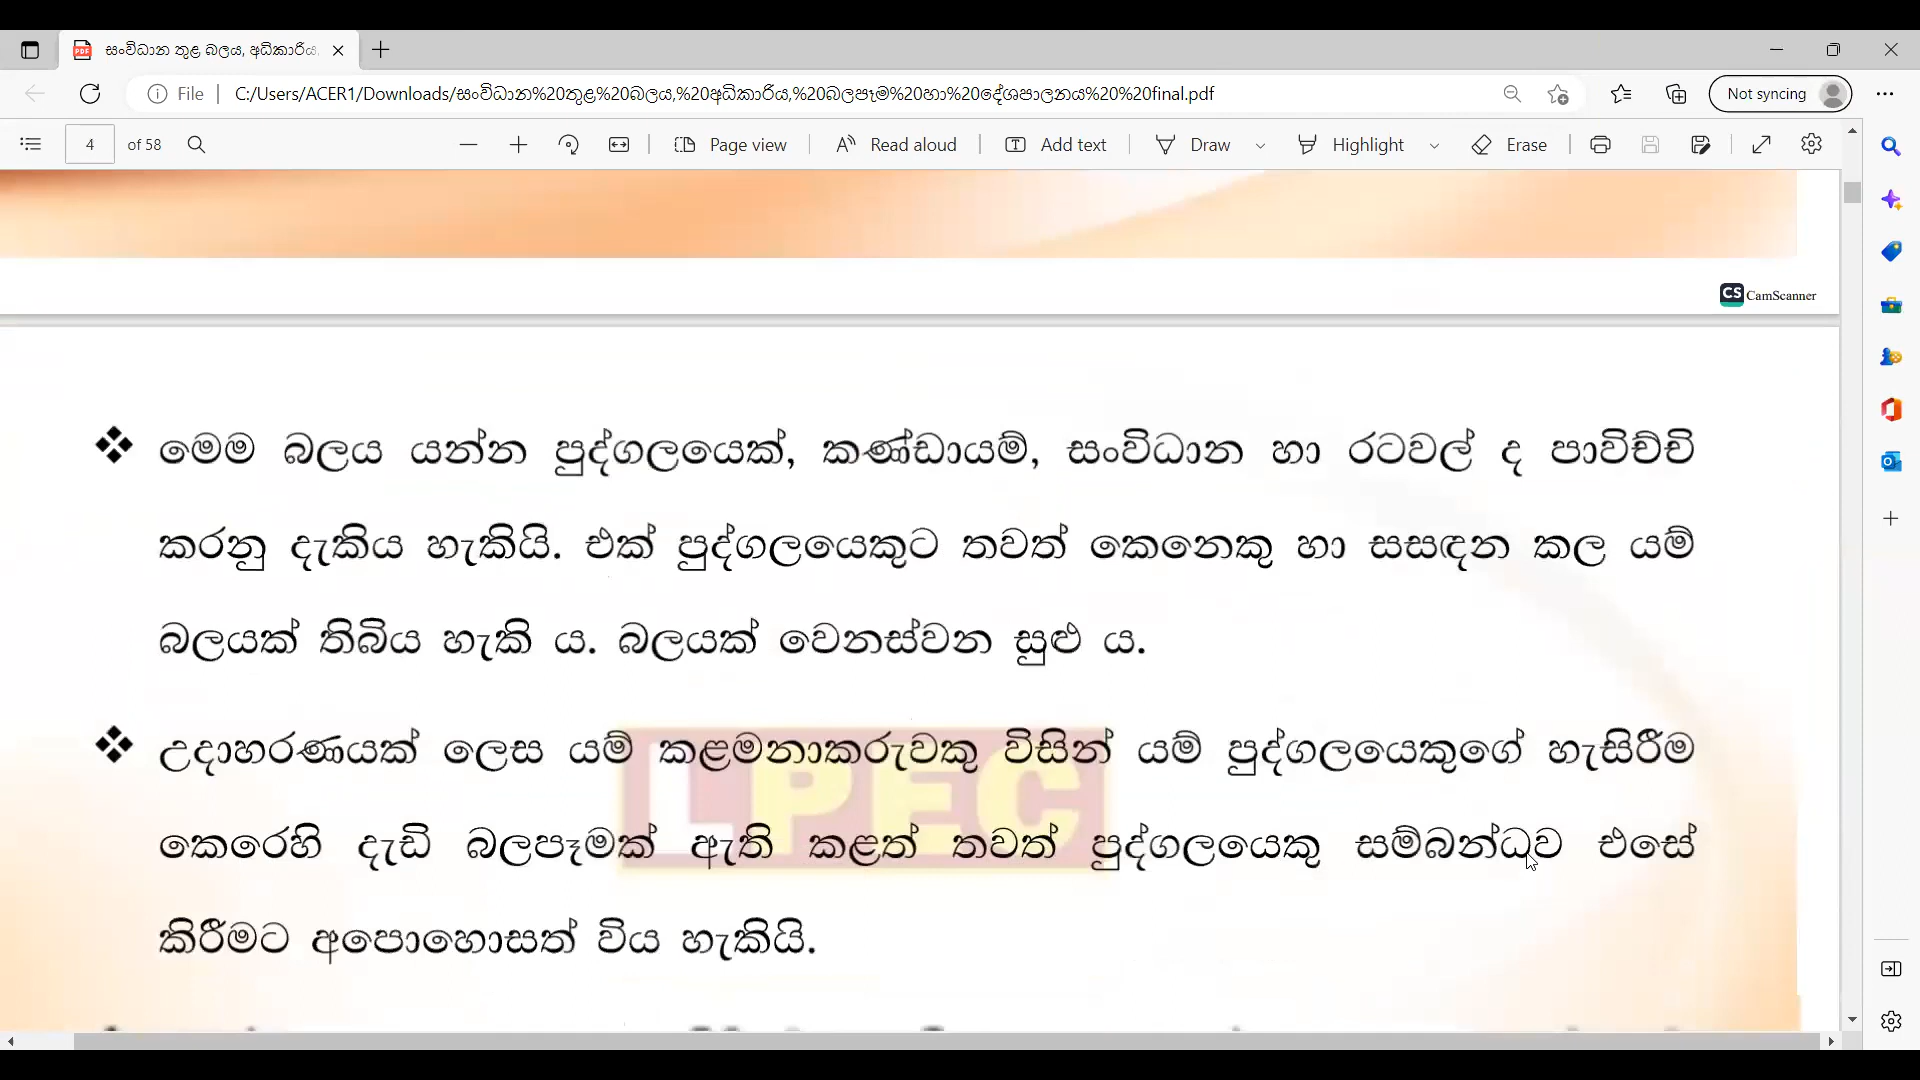 සංවිධාන තුළ බලය, අධිකාරිය,
File C:/Users/ACER1/Downloads/සංවිධාන%20තුළ%20බලය,%20අධිකාරිය,%20බලපෑම%20හා%20දේශපාලනය%20%20final.pdf Not syncing
4 of 58 Page view Read aloud Add text Draw Highlight Erase
CS CamScanner
❖ මෙම බලය යන්න පුද්ගලයෙක්, කණ්ඩායම්, සංවිධාන හා රටවල් ද පාවිච්චි
කරනු දැකිය හැකියි. එක් පුද්ගලයෙකුට තවත් කෙනෙකු හා සසඳන කල යම්
බලයක් තිබිය හැකි ය. බලයක් වෙනස්වන සුළු ය.
❖ උදාහරණයක් ලෙස යම් කළමනාකරුවකු විසින් යම් පුද්ගලයෙකුගේ හැසිරීම
කෙරෙහි දැඩි බලපෑමක් ඇති කළත් තවත් පුද්ගලයෙකු සම්බන්ධව එසේ
කිරීමට අපොහොසත් විය හැකියි.
LPEC